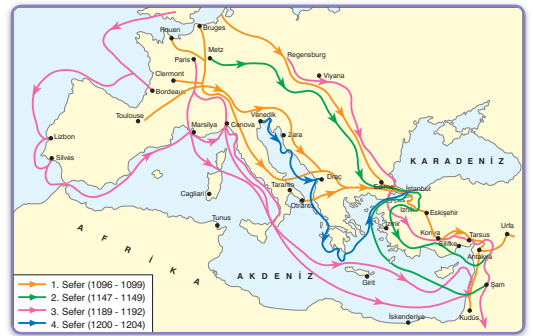 Rouen
Bruges
Paris
Metz
Regensburg
Viyana
Clermont
Bordeaux
Toulouse
Marsilya
Cenova
Venedik
Zara
Lizbon
Silves
KARADENİZ
Edirne
İstanbul
Draç
Taranto
Otranto
Cagliari
İznik
İzmir
Eskişehir
Konya
Silifke
Tarsus
Urfa
Antakya
Tunus
AFRİKA
AKDENİZ
Girit
Şam
İskenderiye
Kudüs
1. Sefer (1096 - 1099)
2. Sefer (1147 - 1149)
3. Sefer (1189 - 1192)
4. Sefer (1200 - 1204)